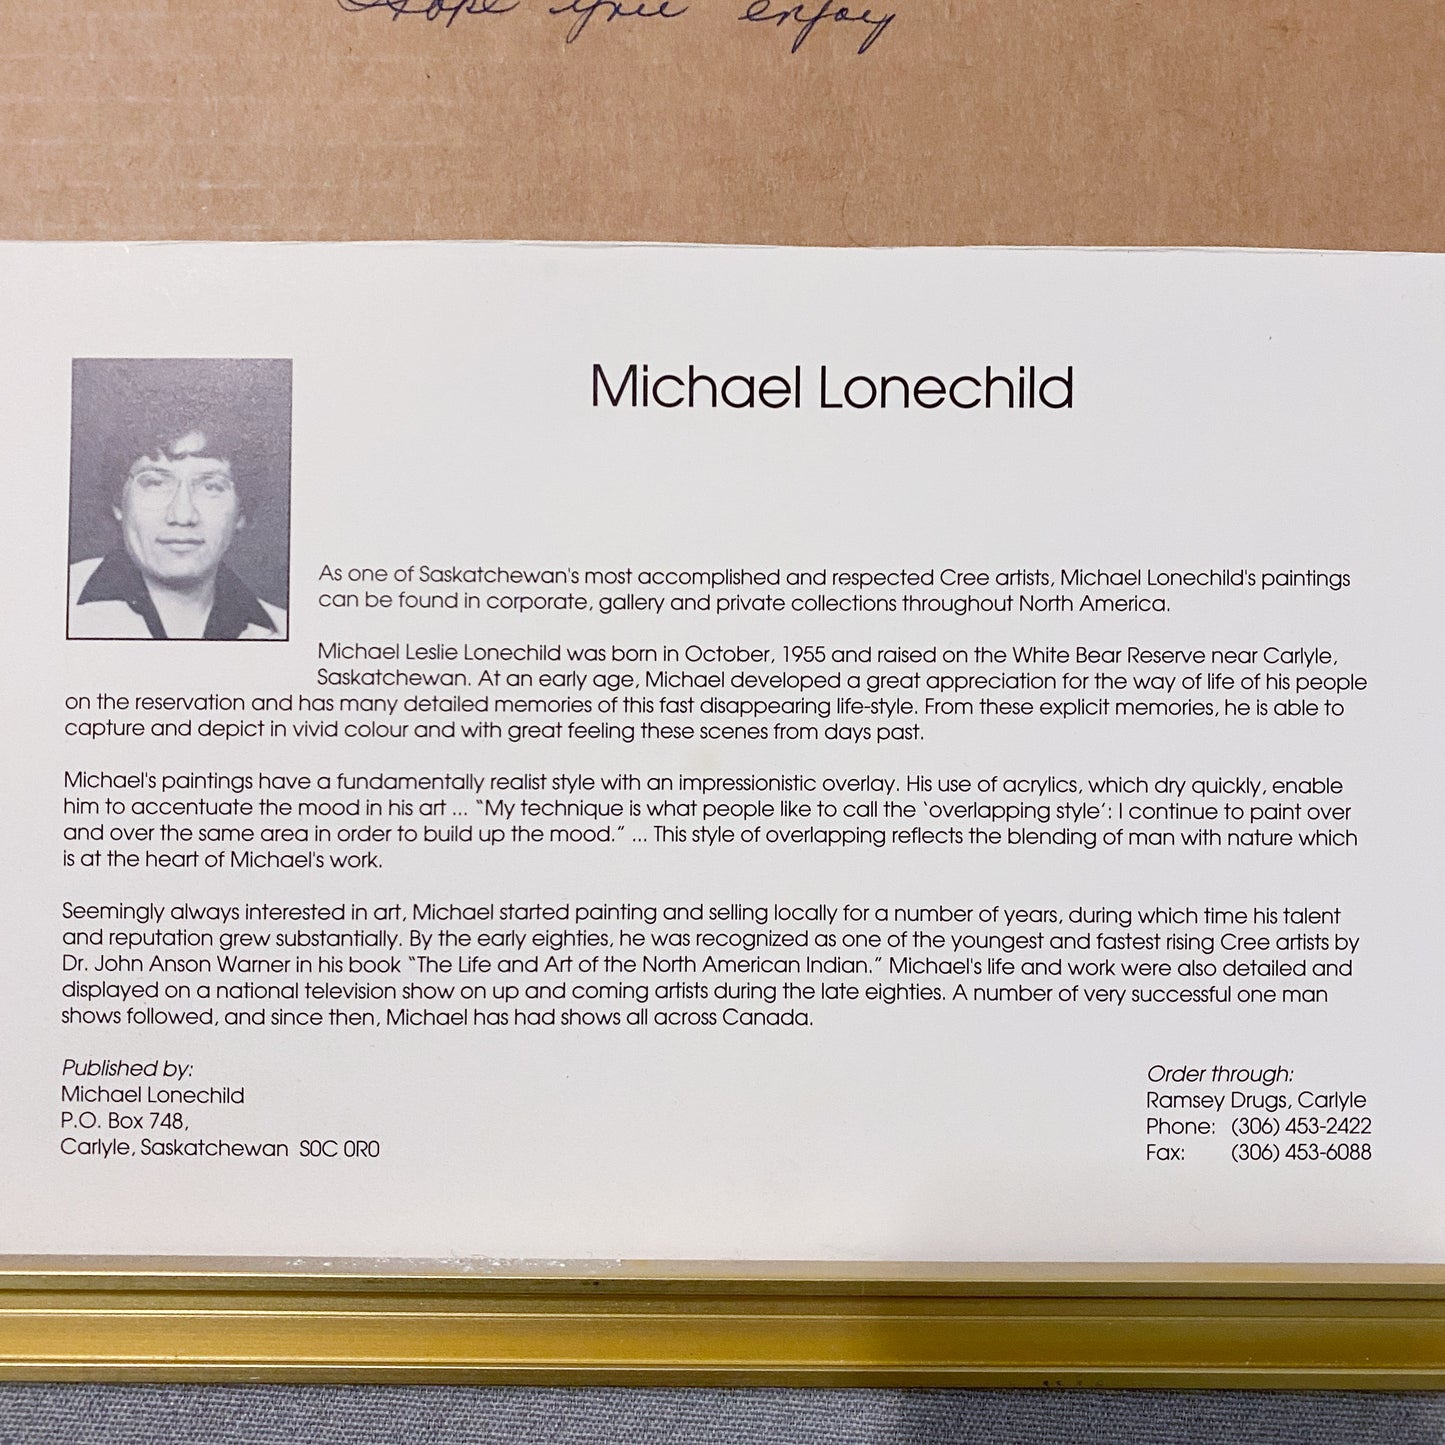 Hope you enjoy
Michael Lonechild
As one of Saskatchewan's most accomplished and respected Cree artists, Michael Lonechild's paintings
can be found in corporate, gallery and private collections throughout North America.
Michael Leslie Lonechild was born in October, 1955 and raised on the White Bear Reserve near Carlyle,
Saskatchewan. At an early age, Michael developed a great appreciation for the way of life of his people
on the reservation and has many detailed memories of this fast disappearing life-style. From these explicit memories, he is able to
capture and depict in vivid colour and with great feeling these scenes from days past.
Michael's paintings have a fundamentally realist style with an impressionistic overlay. His use of acrylics, which dry quickly, enable
him to accentuate the mood in his art ... "My technique is what people like to call the 'overlapping style': I continue to paint over
and over the same area in order to build up the mood." ... This style of overlapping reflects the blending of man with nature which
is at the heart of Michael's work.
Seemingly always interested in art, Michael started painting and selling locally for a number of years, during which time his talent
and reputation grew substantially. By the early eighties, he was recognized as one of the youngest and fastest rising Cree artists by
Dr. John Anson Warner in his book "The Life and Art of the North American Indian." Michael's life and work were also detailed and
displayed on a national television show on up and coming artists during the late eighties. A number of very successful one man
shows followed, and since then, Michael has had shows all across Canada.
Published by:
Michael Lonechild
P.O. Box 748,
Carlyle, Saskatchewan S0C 0R0
Order through:
Ramsey Drugs, Carlyle
Phone: (306) 453-2422
Fax: (306) 453-6088